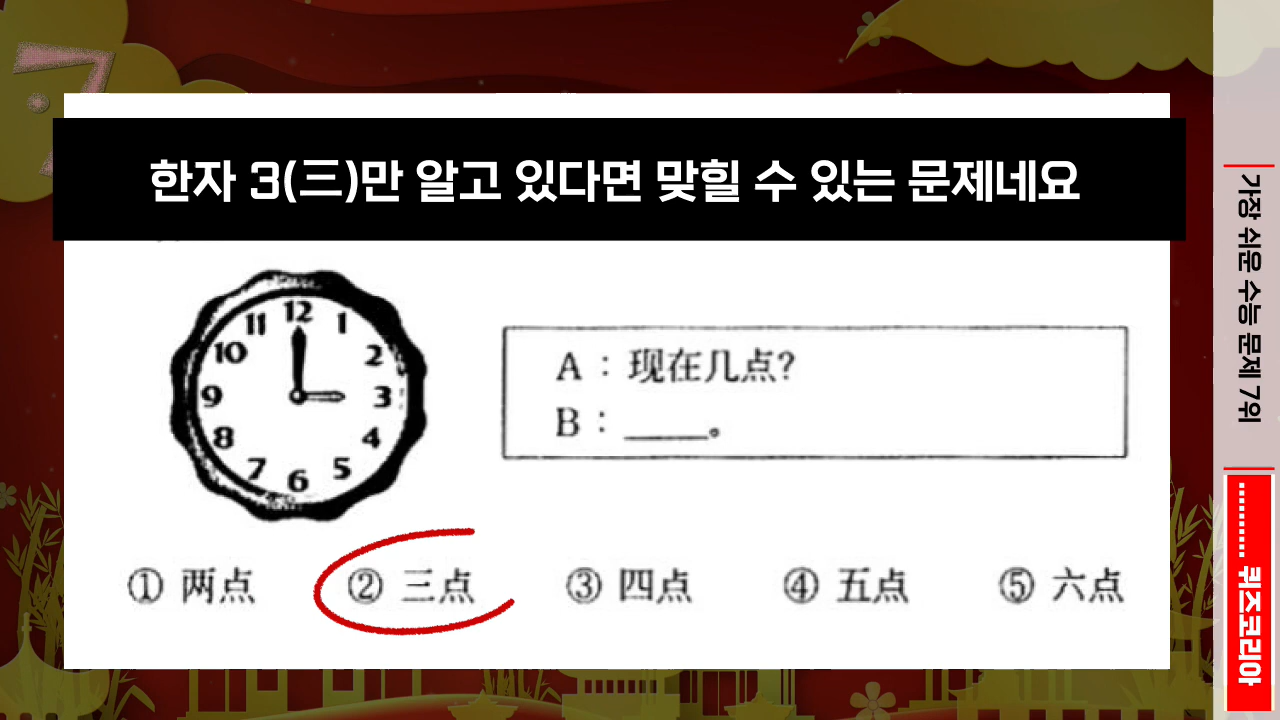 한자 3(三)만 알고 있다면 맞힐 수 있는 문제네요
12
1
2
3
4
5
6
7
8
9
10
11
A : 现在几点?
B : ____。
① 两点 ② 三点 ③ 四点 ④ 五点 ⑤ 六点
가장 쉬운 수능 문제 7위
........... 퀴즈코리아